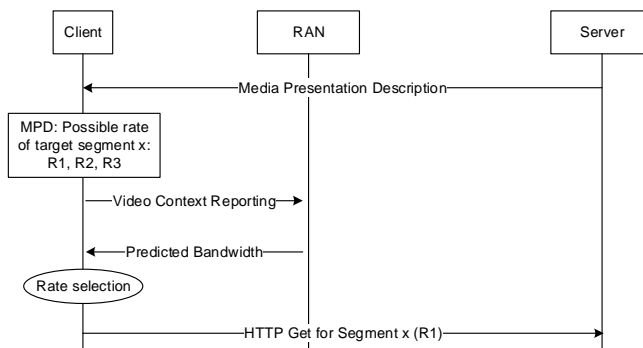 Client
RAN
Server
Media Presentation Description
MPD: Possible rate
of target segment x:
R1, R2, R3
Video Context Reporting
Predicted Bandwidth
Rate selection
HTTP Get for Segment x (R1)